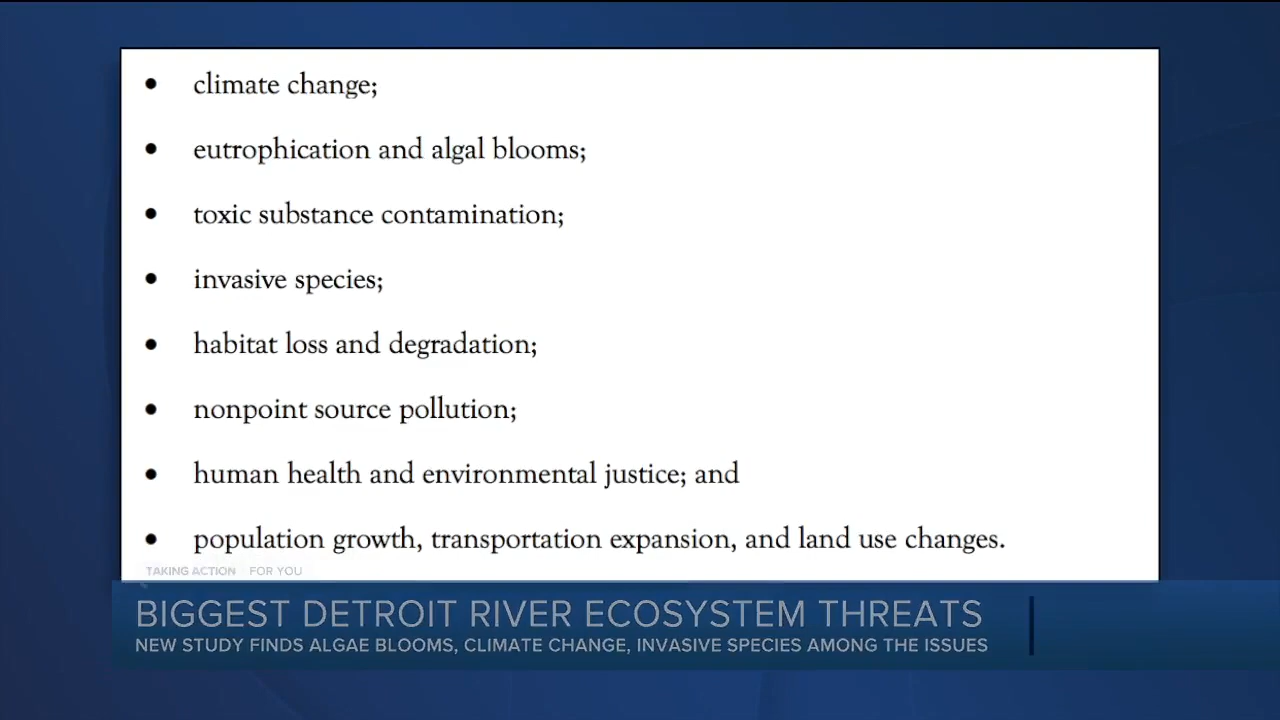 • climate change;
• eutrophication and algal blooms;
• toxic substance contamination;
• invasive species;
• habitat loss and degradation;
• nonpoint source pollution;
• human health and environmental justice; and
• population growth, transportation expansion, and land use changes.
TAKING ACTION FOR YOU
BIGGEST DETROIT RIVER ECOSYSTEM THREATS
NEW STUDY FINDS ALGAE BLOOMS, CLIMATE CHANGE, INVASIVE SPECIES AMONG THE ISSUES